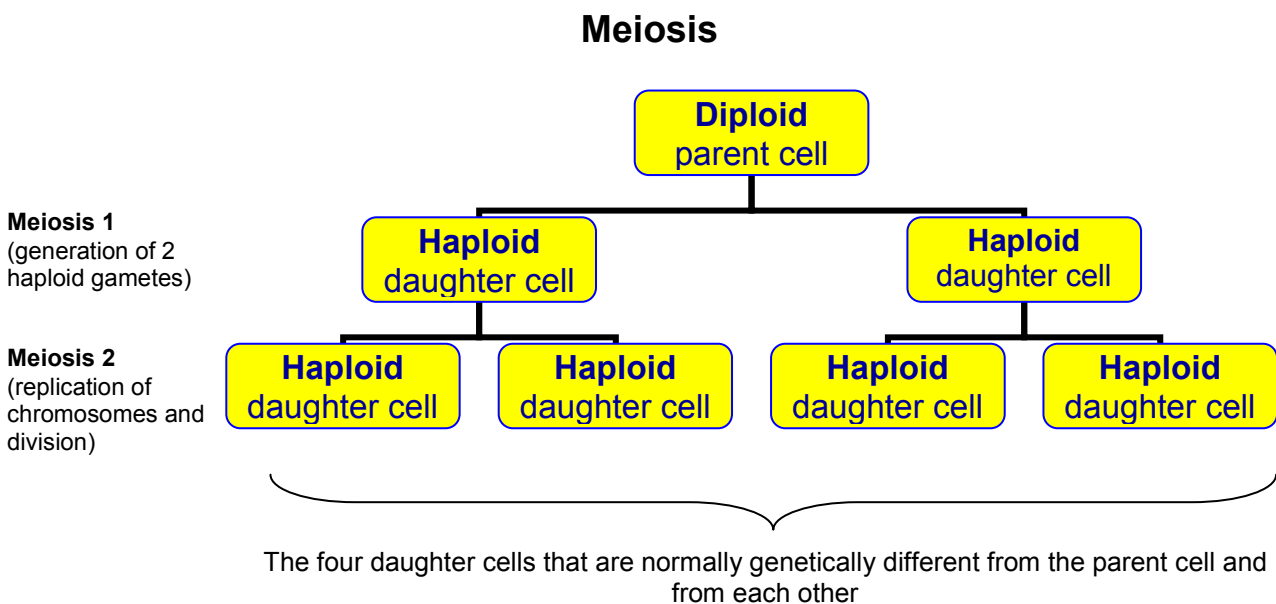 Meiosis
Diploid
parent cell
Meiosis 1
(generation of 2
haploid gametes)
Haploid
daughter cell
Haploid
daughter cell
Meiosis 2
(replication of
chromosomes and
division)
Haploid
daughter cell
Haploid
daughter cell
Haploid
daughter cell
Haploid
daughter cell
The four daughter cells that are normally genetically different from the parent cell and
from each other